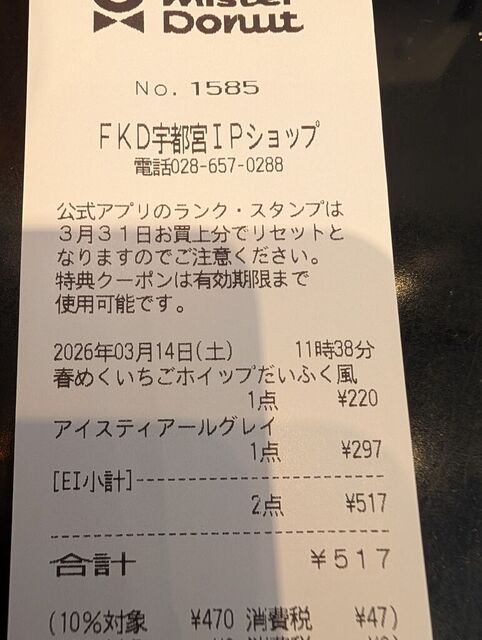 Mister
Donut
No. 1585
FKD宇都宮IPショップ
電話028-657-0288
公式アプリのランク・スタンプは
3月31日お買上分でリセットと
なりますのでご注意ください。
特典クーポンは有効期限まで
使用可能です。
2026年03月14日(土) 11時38分
春めくいちごホイップだいふく風
1点 ¥220
アイスティアールグレイ
1点 ¥297
[EI小計]
2点 ¥517
合計 ¥517
(10%対象 ¥470 消費税 ¥47)